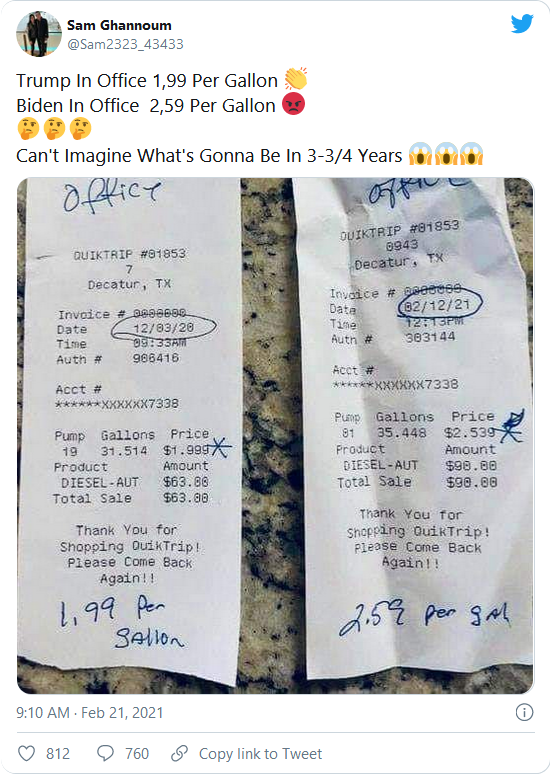 Sam Ghannoum
@Sam2323_43433
Trump In Office 1,99 Per Gallon 👏
Biden In Office 2,59 Per Gallon 😡
🤔🤔🤔
Can't Imagine What's Gonna Be In 3-3/4 Years 😱😱😱
Office
QUIKTRIP #01853
7
Decatur, TX
Invoice # 0000000
Date 12/03/20
Time 09:33AM
Auth # 906416
Acct #
******XXXXXX7338
Pump Gallons Price
19 31.514 $1.999
Product Amount
DIESEL-AUT $63.00
Total Sale $63.00
Thank You for
Shopping QuikTrip!
Please Come Back
Again!!
1.99 Per
gallon
office
QUIKTRIP #01853
0943
Decatur, TX
Invoice # 0000000
Date 02/12/21
Time 12:13PM
Auth # 303144
Acct #
******XXXXXX7338
Pump Gallons Price
01 35.448 $2.539
Product Amount
DIESEL-AUT $90.00
Total Sale $90.00
Thank You for
Shopping QuikTrip!
Please Come Back
Again!!
2.59 per gal
9:10 AM · Feb 21, 2021
812 760 Copy link to Tweet